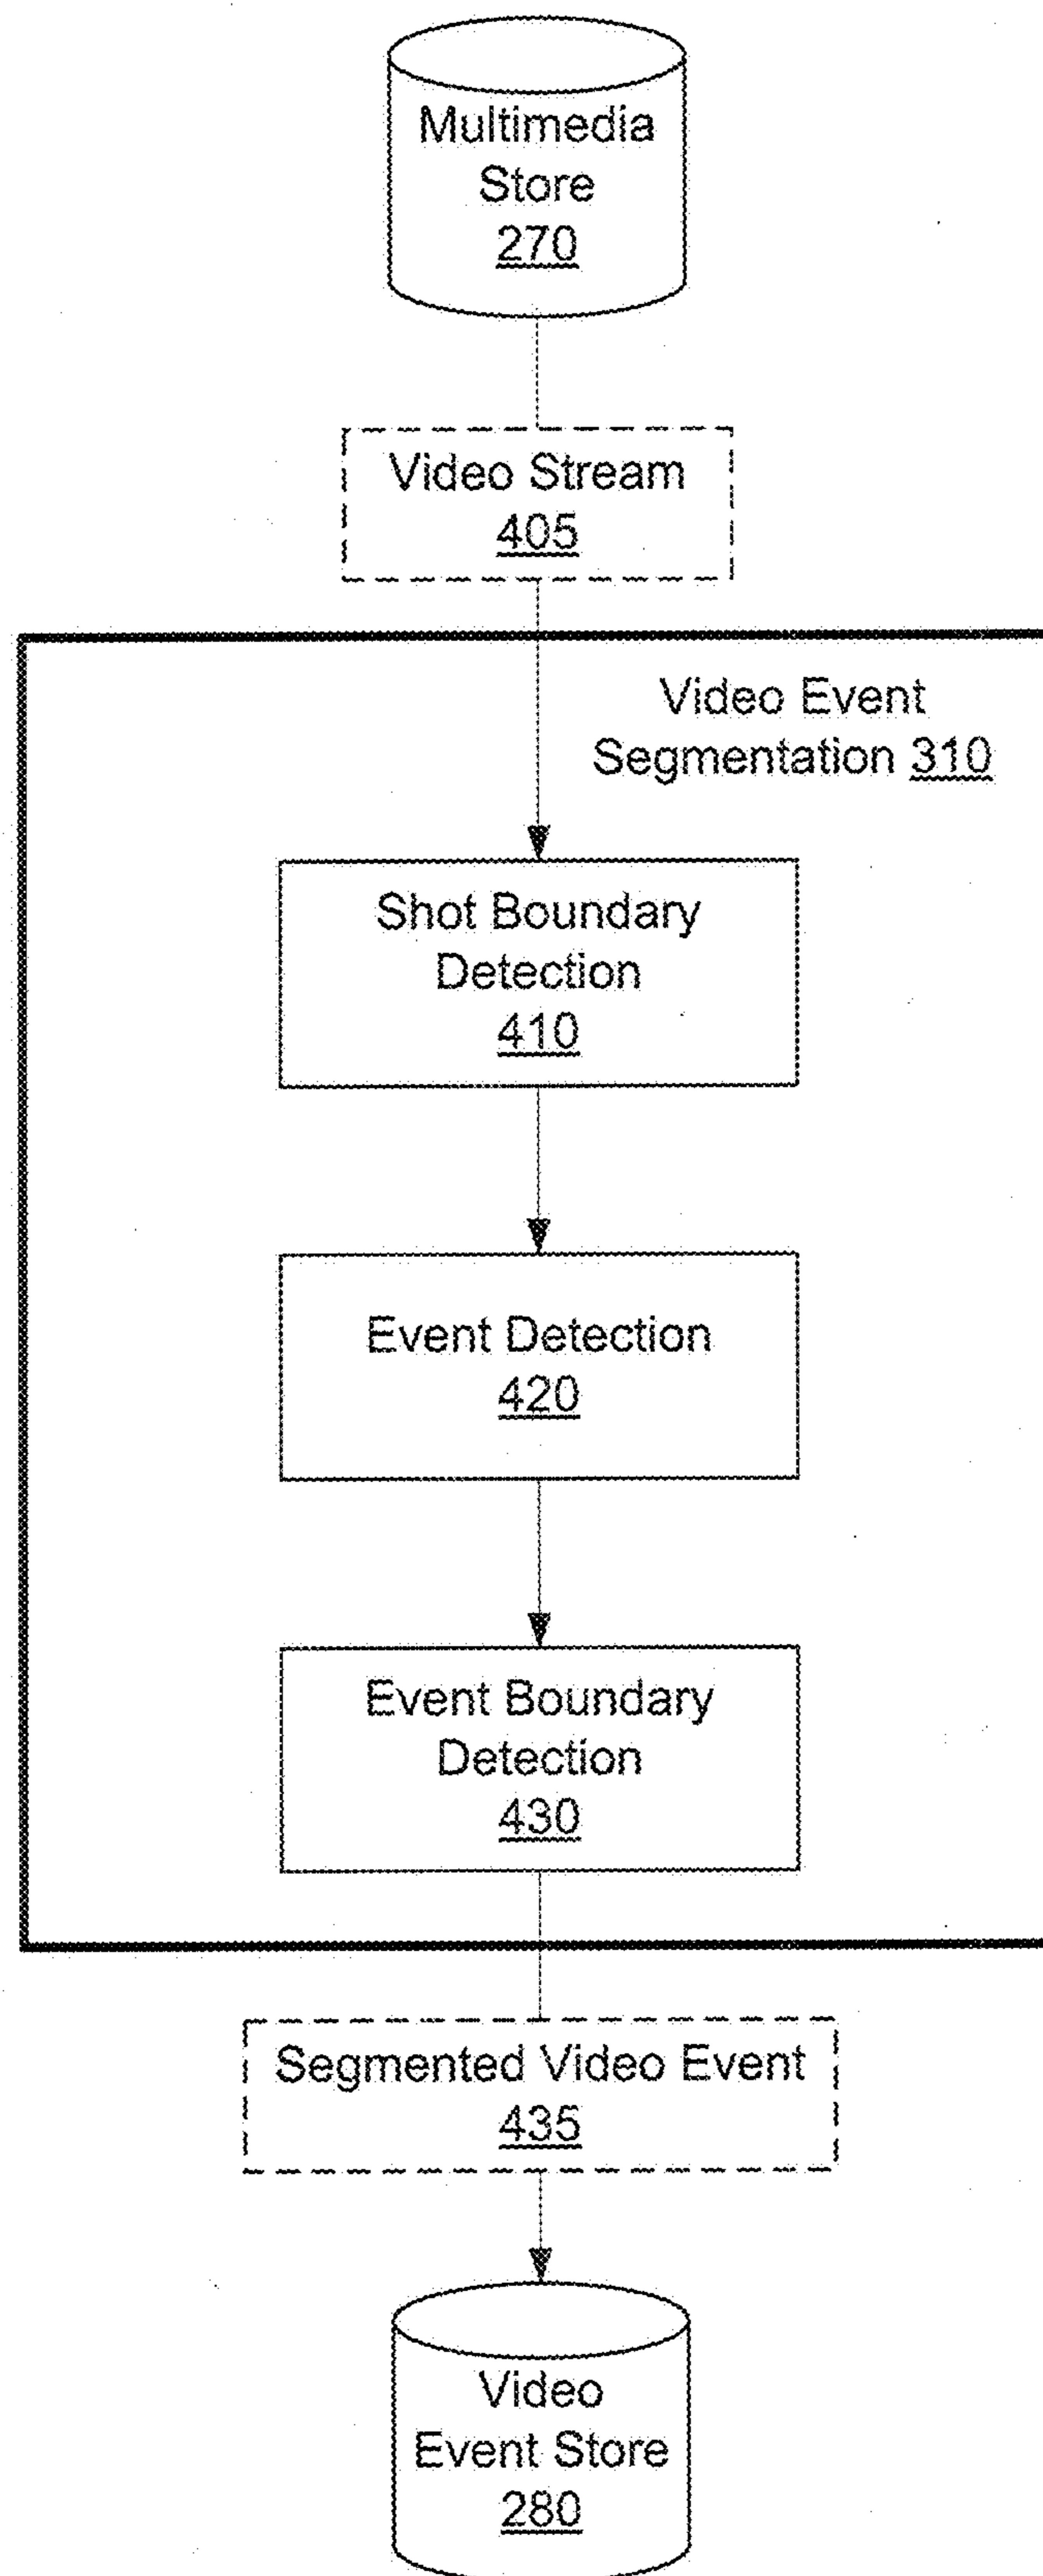 Multimedia
Store
270
Video Stream
405
Video Event
Segmentation 310
Shot Boundary
Detection
410
Event Detection
420
Event Boundary
Detection
430
Segmented Video Event
435
Video
Event Store
280